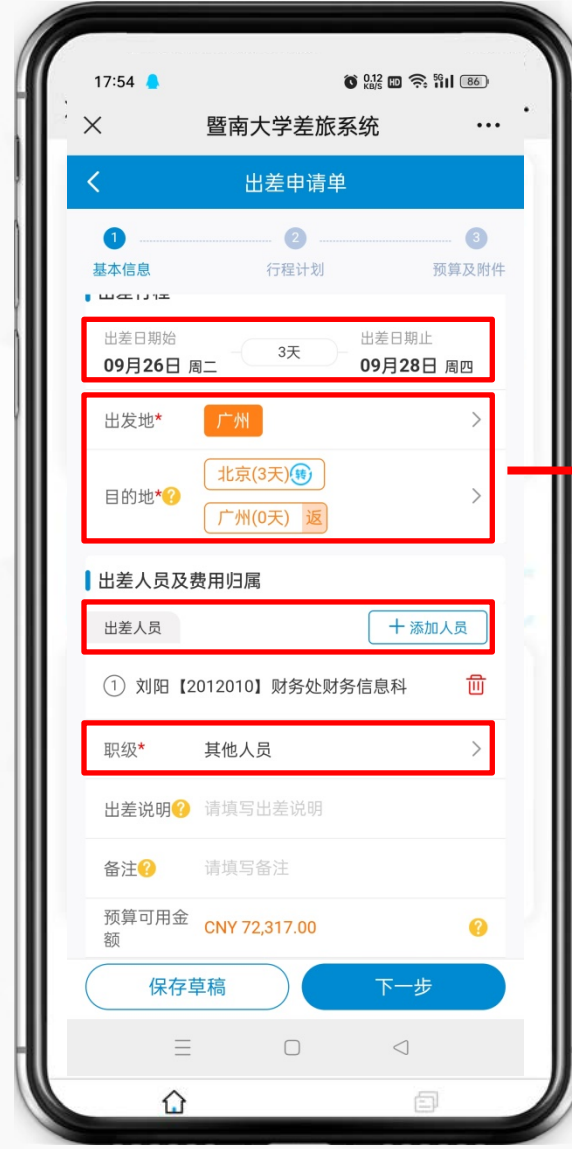 17:54 0.12 KB/S HD 5G 86
暨南大学差旅系统
出差申请单
1 2 3
基本信息 行程计划 预算及附件
出差行程
出差日期始 3天 出差日期止
09月26日 周二 09月28日 周四
出发地* 广州
目的地*? 北京(3天)转
广州(0天) 返
出差人员及费用归属
出差人员 +添加人员
① 刘阳【2012010】财务处财务信息科
职级* 其他人员
出差说明? 请填写出差说明
备注? 请填写备注
预算可用金额 CNY 72,317.00 ?
保存草稿 下一步